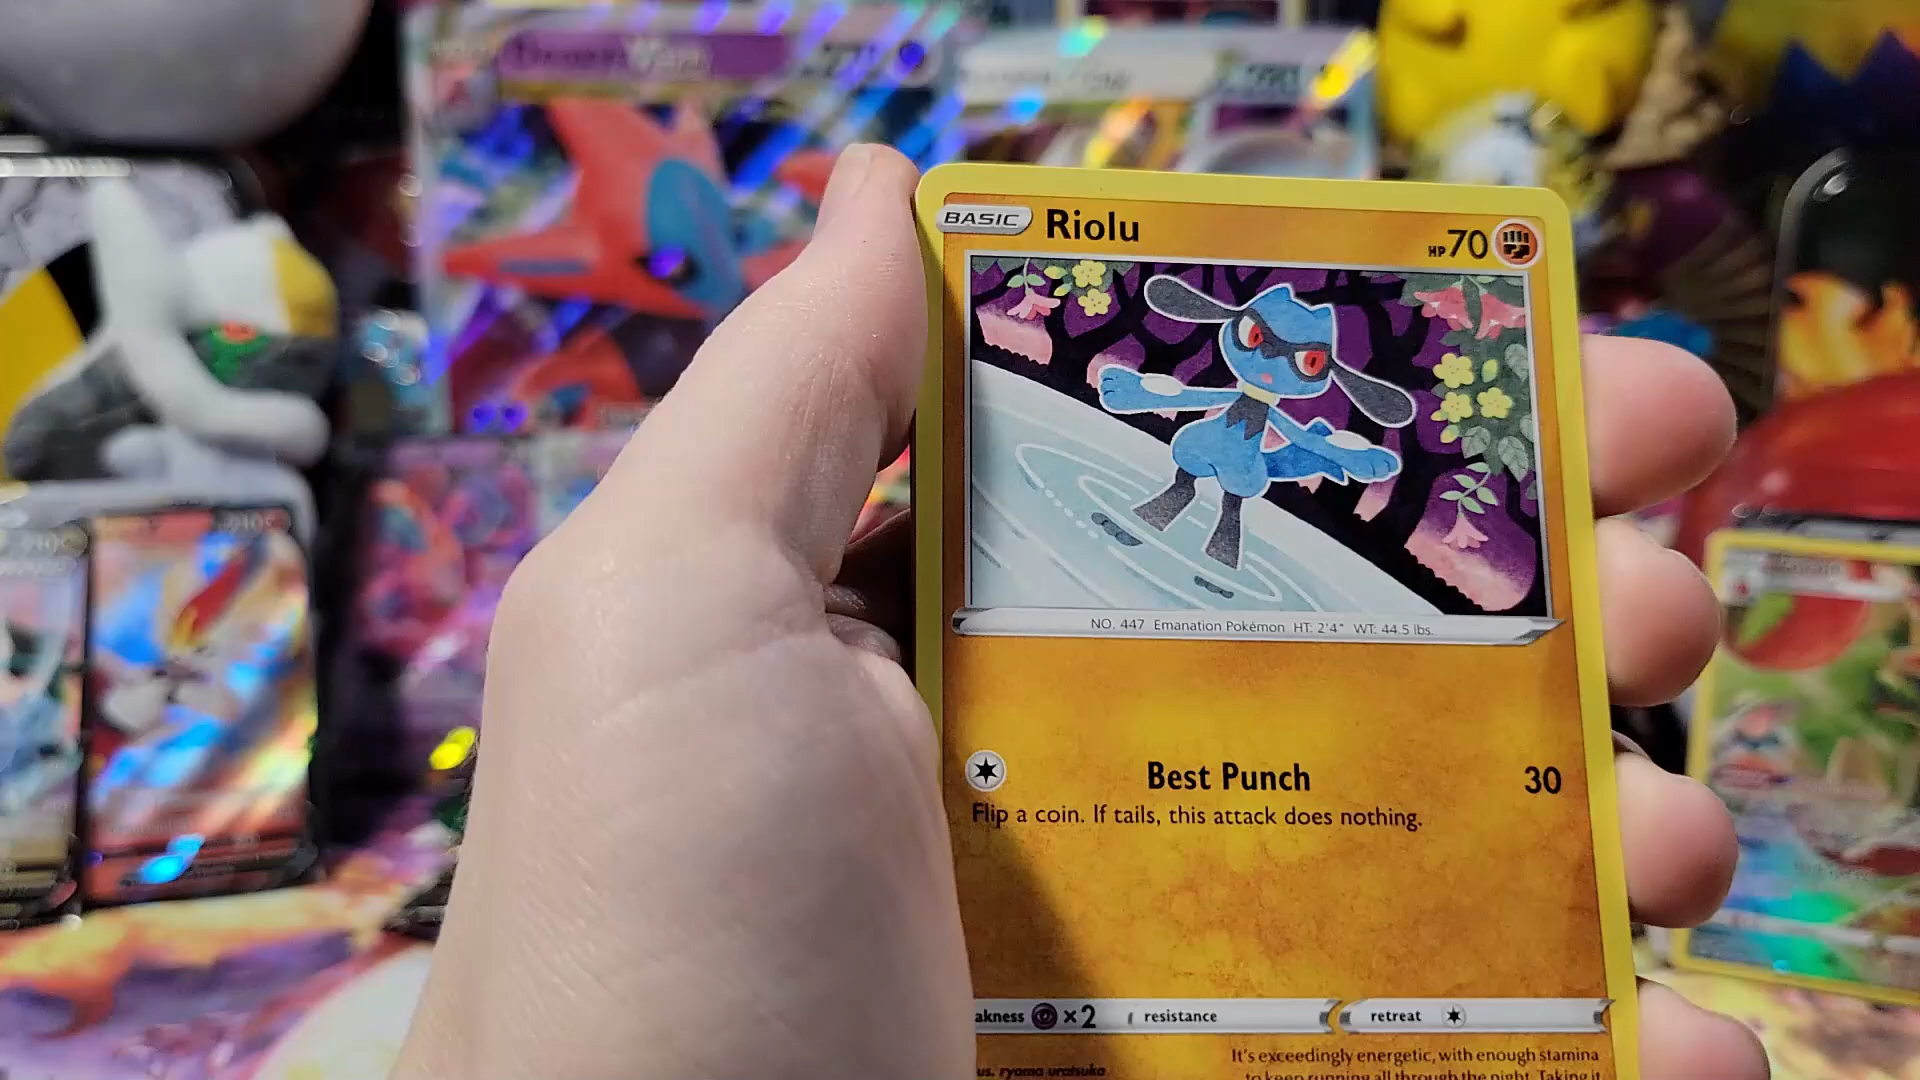 BASIC Riolu HP 70
NO. 447 Emanation Pokémon HT: 2'4" WT: 44.5 lbs.
Best Punch 30
Flip a coin. If tails, this attack does nothing.
akness ×2 resistance retreat
us. ryoma uratsuka
It's exceedingly energetic, with enough stamina
to keep running all through the night. Taking it